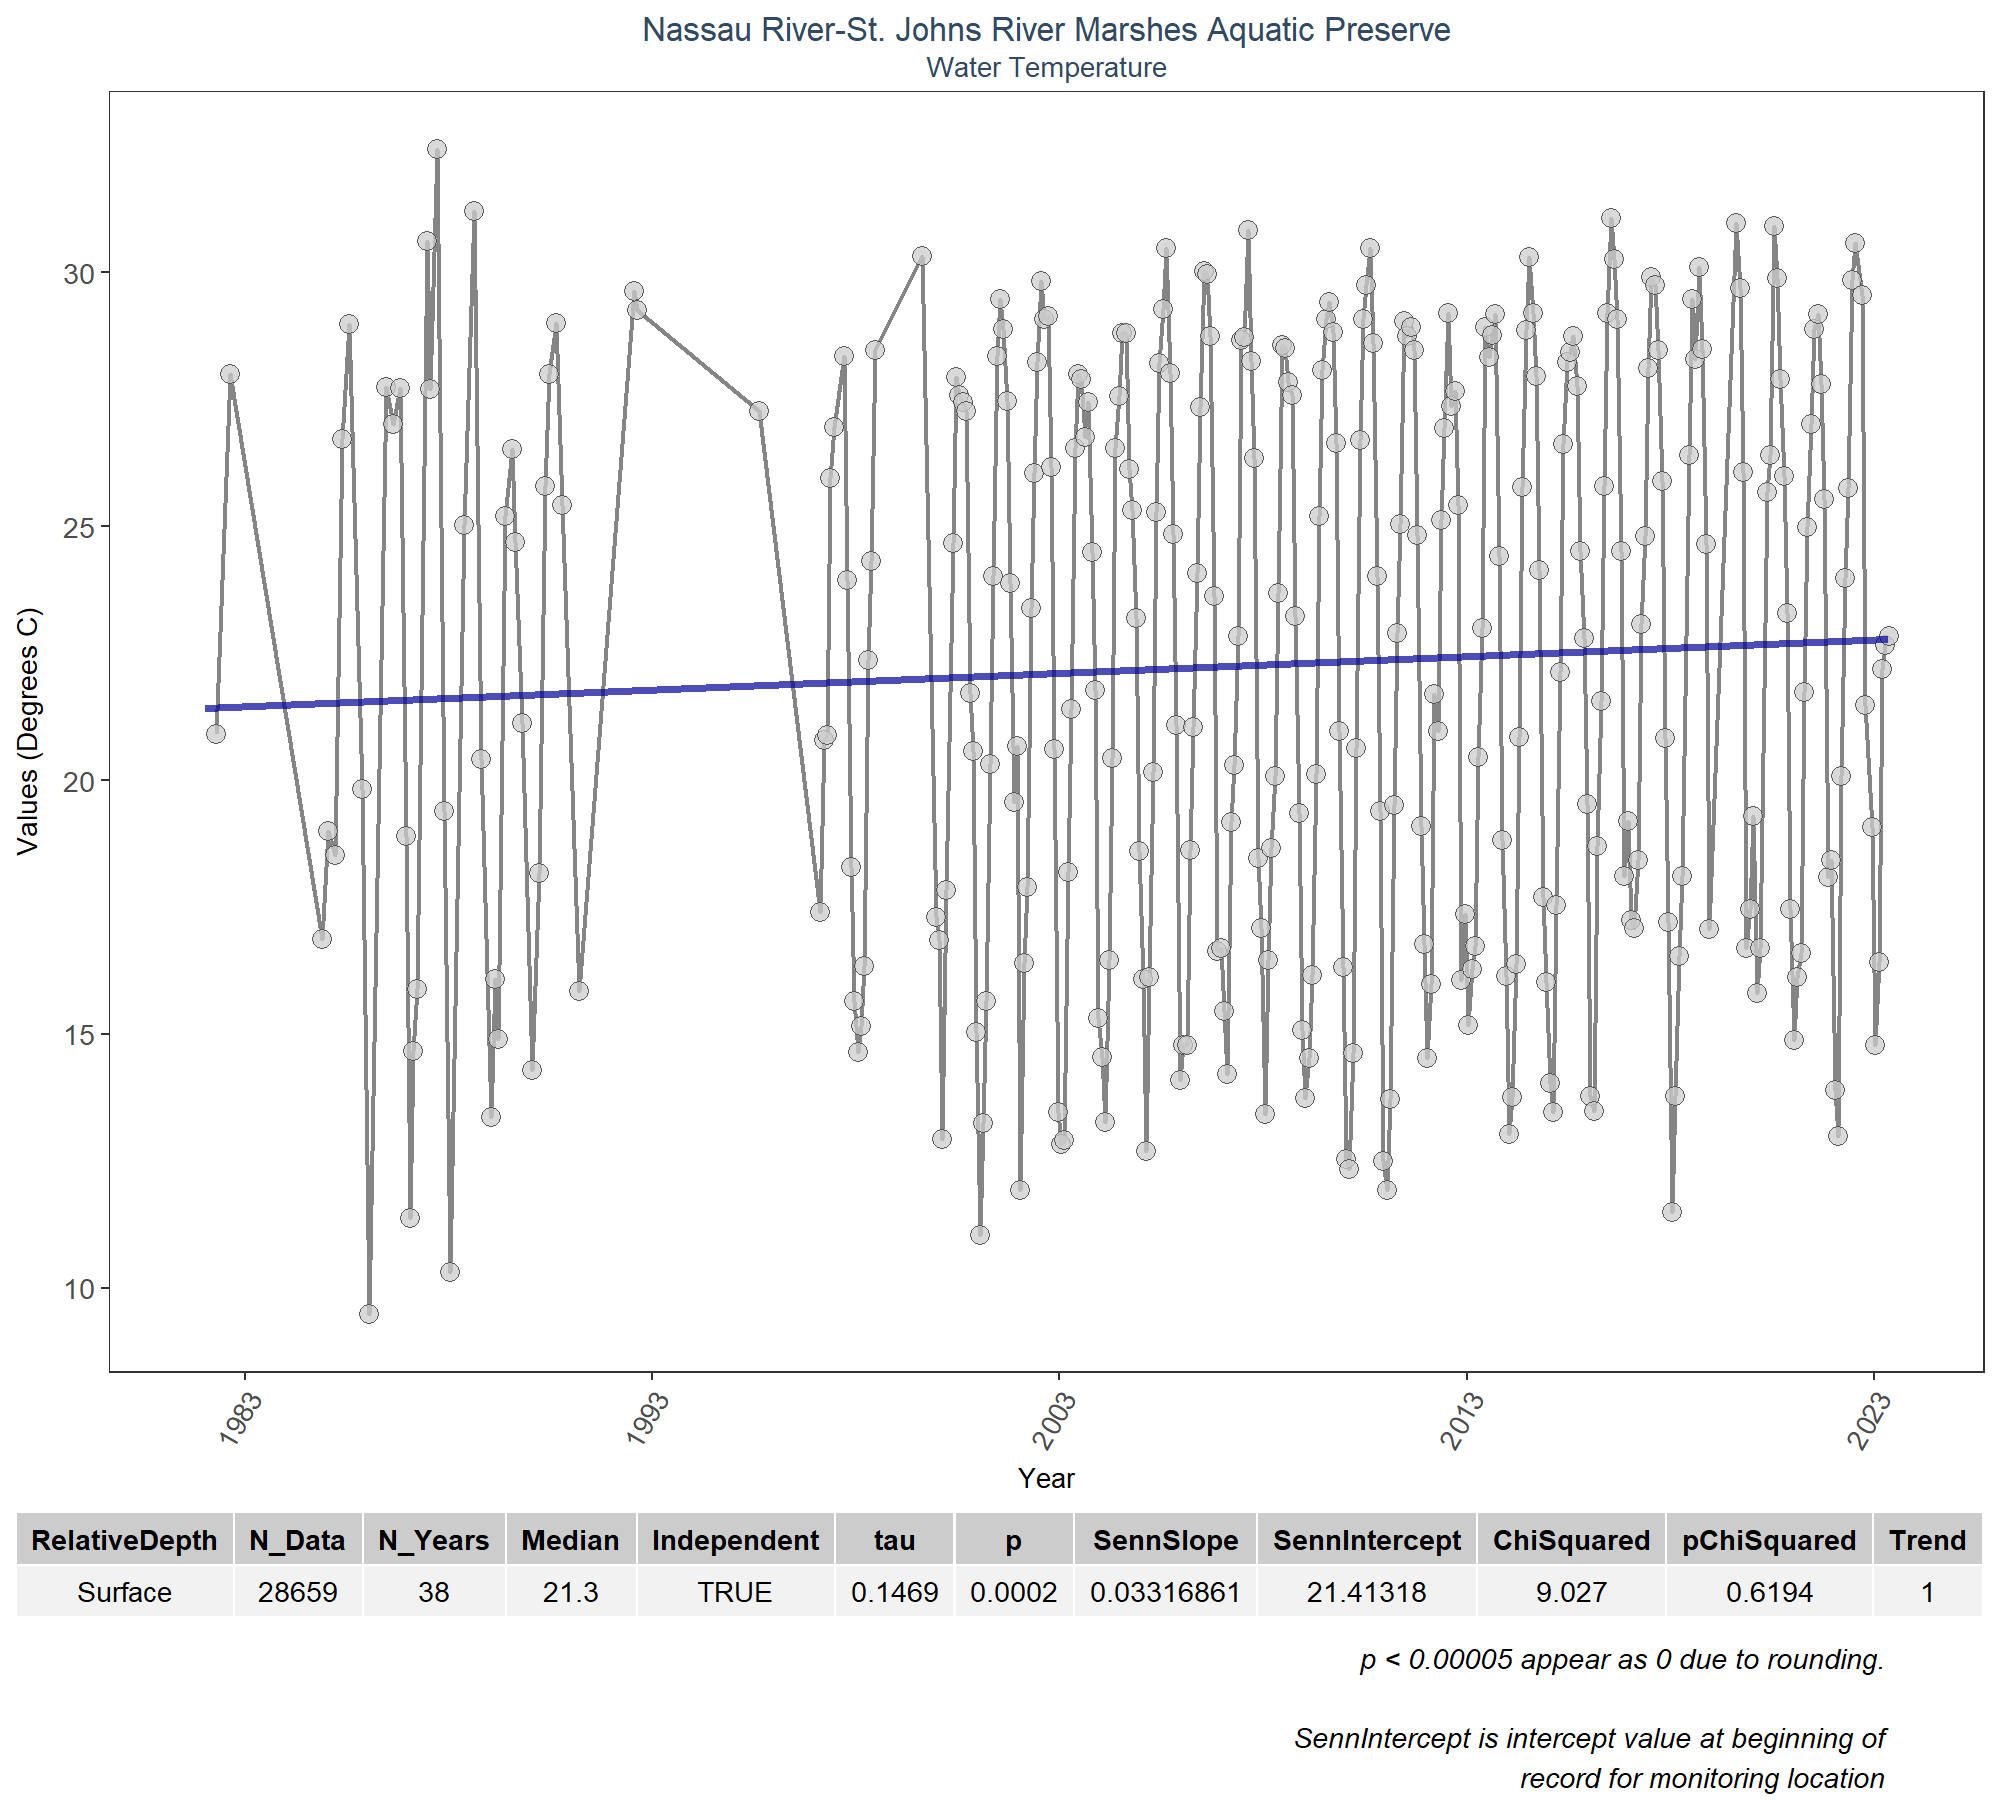 Nassau River-St. Johns River Marshes Aquatic Preserve
Water Temperature
Values (Degrees C)
30
25
20
15
10
1983
1993
2003
2013
2023
Year
RelativeDepth N_Data N_Years Median Independent tau p SennSlope SennIntercept ChiSquared pChiSquared Trend
Surface 28659 38 21.3 TRUE 0.1469 0.0002 0.03316861 21.41318 9.027 0.6194 1
p < 0.00005 appear as 0 due to rounding.
SennIntercept is intercept value at beginning of
record for monitoring location